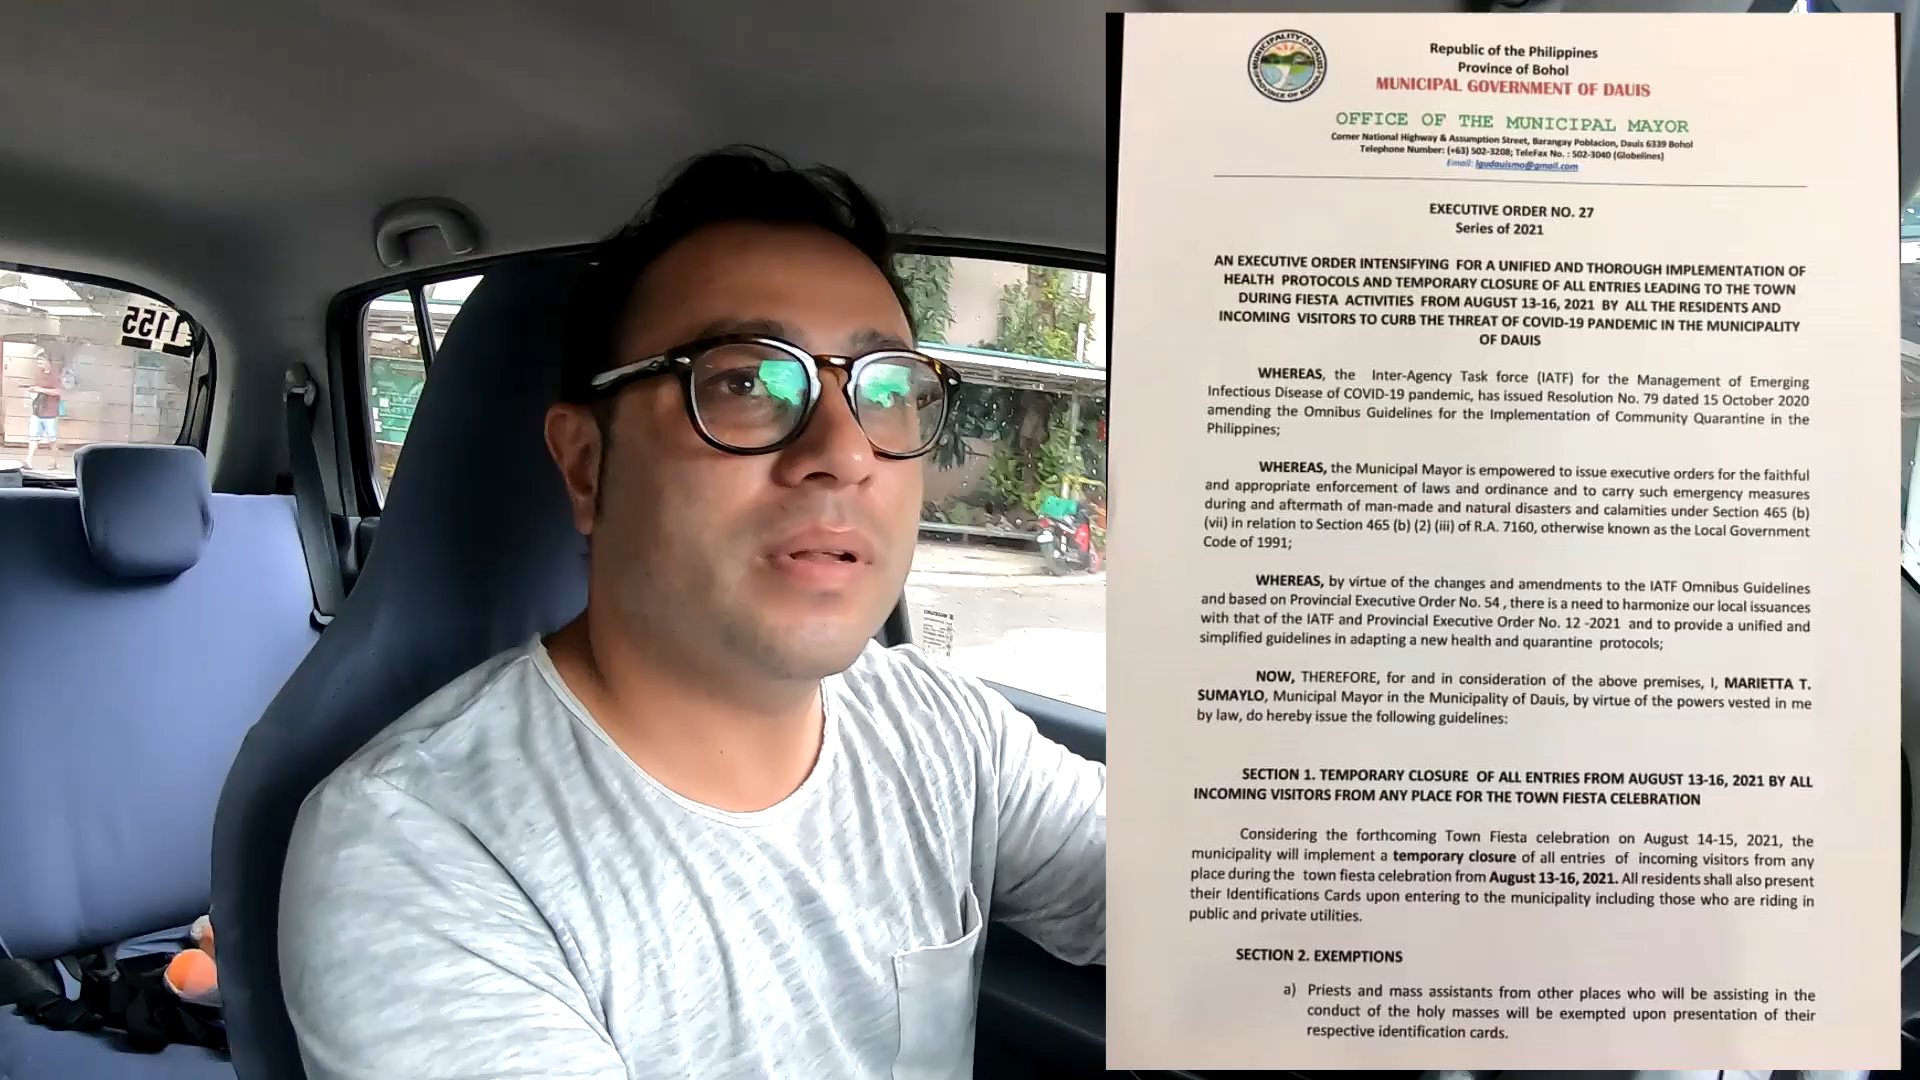 1155
MUNICIPALITY OF DAUIS
PROVINCE OF BOHOL
Republic of the Philippines
Province of Bohol
MUNICIPAL GOVERNMENT OF DAUIS
OFFICE OF THE MUNICIPAL MAYOR
Corner National Highway & Assumption Street, Barangay Poblacion, Dauis 6339 Bohol
Telephone Number: (+63) 502-3208; TeleFax No. : 502-3040 (Globelines)
Email: lgudauismo@gmail.com
EXECUTIVE ORDER NO. 27
Series of 2021
AN EXECUTIVE ORDER INTENSIFYING FOR A UNIFIED AND THOROUGH IMPLEMENTATION OF
HEALTH PROTOCOLS AND TEMPORARY CLOSURE OF ALL ENTRIES LEADING TO THE TOWN
DURING FIESTA ACTIVITIES FROM AUGUST 13-16, 2021 BY ALL THE RESIDENTS AND
INCOMING VISITORS TO CURB THE THREAT OF COVID-19 PANDEMIC IN THE MUNICIPALITY
OF DAUIS
WHEREAS, the Inter-Agency Task force (IATF) for the Management of Emerging
Infectious Disease of COVID-19 pandemic, has issued Resolution No. 79 dated 15 October 2020
amending the Omnibus Guidelines for the Implementation of Community Quarantine in the
Philippines;
WHEREAS, the Municipal Mayor is empowered to issue executive orders for the faithful
and appropriate enforcement of laws and ordinance and to carry such emergency measures
during and aftermath of man-made and natural disasters and calamities under Section 465 (b)
(vii) in relation to Section 465 (b) (2) (iii) of R.A. 7160, otherwise known as the Local Government
Code of 1991;
WHEREAS, by virtue of the changes and amendments to the IATF Omnibus Guidelines
and based on Provincial Executive Order No. 54 , there is a need to harmonize our local issuances
with that of the IATF and Provincial Executive Order No. 12 -2021 and to provide a unified and
simplified guidelines in adapting a new health and quarantine protocols;
NOW, THEREFORE, for and in consideration of the above premises, I, MARIETTA T.
SUMAYLO, Municipal Mayor in the Municipality of Dauis, by virtue of the powers vested in me
by law, do hereby issue the following guidelines:
SECTION 1. TEMPORARY CLOSURE OF ALL ENTRIES FROM AUGUST 13-16, 2021 BY ALL
INCOMING VISITORS FROM ANY PLACE FOR THE TOWN FIESTA CELEBRATION
Considering the forthcoming Town Fiesta celebration on August 14-15, 2021, the
municipality will implement a temporary closure of all entries of incoming visitors from any
place during the town fiesta celebration from August 13-16, 2021. All residents shall also present
their Identifications Cards upon entering to the municipality including those who are riding in
public and private utilities.
SECTION 2. EXEMPTIONS
a) Priests and mass assistants from other places who will be assisting in the
conduct of the holy masses will be exempted upon presentation of their
respective identification cards.